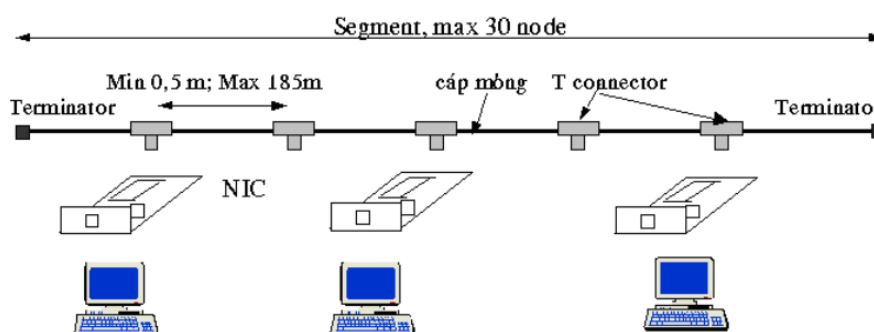 Segment, max 30 node
Min 0,5 m; Max 185m
cáp mỏng
T connector
Terminator
Terminato
NIC